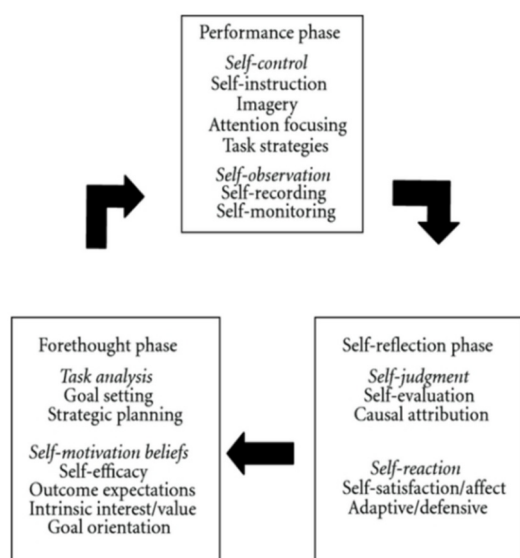 Performance phase
Self-control
Self-instruction
Imagery
Attention focusing
Task strategies
Self-observation
Self-recording
Self-monitoring
Forethought phase
Task analysis
Goal setting
Strategic planning
Self-motivation beliefs
Self-efficacy
Outcome expectations
Intrinsic interest/value
Goal orientation
Self-reflection phase
Self-judgment
Self-evaluation
Causal attribution
Self-reaction
Self-satisfaction/affect
Adaptive/defensive